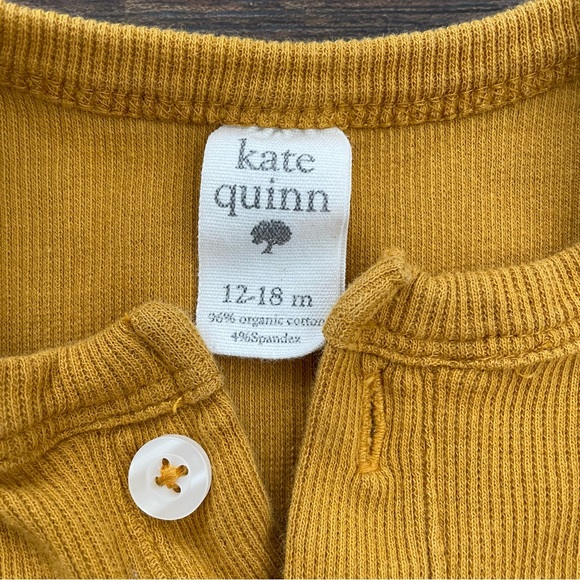 kate
quinn
12-18 m
96% organic cotton
4%Spandex